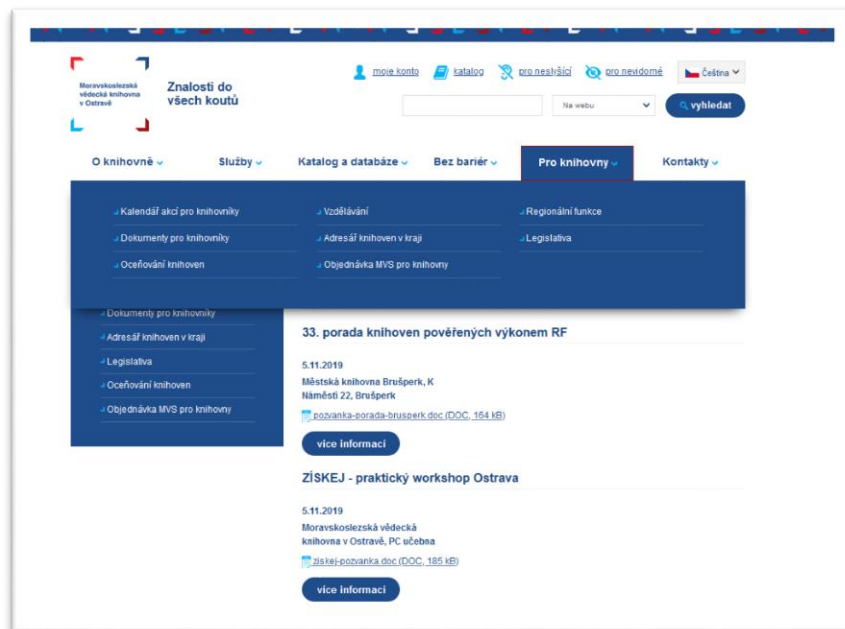 Moravskoslezská
vědecká knihovna
v Ostravě
Znalosti do
všech koutů
moje konto
katalog
pro neslyšící
pro nevidomé
Čeština
Na webu
vyhledat
O knihovně
Služby
Katalog a databáze
Bez bariér
Pro knihovny
Kontakty
Kalendář akcí pro knihovníky
Vzdělávání
Regionální funkce
Dokumenty pro knihovníky
Adresář knihoven v kraji
Legislativa
Oceňování knihoven
Objednávka MVS pro knihovny
Dokumenty pro knihovníky
Adresář knihoven v kraji
Legislativa
Oceňování knihoven
Objednávka MVS pro knihovny
33. porada knihoven pověřených výkonem RF
5.11.2019
Městská knihovna Brušperk, K
Náměstí 22, Brušperk
pozvanka-porada-brusperk.doc (DOC, 164 kB)
více informací
ZÍSKEJ - praktický workshop Ostrava
5.11.2019
Moravskoslezská vědecká
knihovna v Ostravě, PC učebna
ziskej-pozvanka.doc (DOC, 185 kB)
více informací